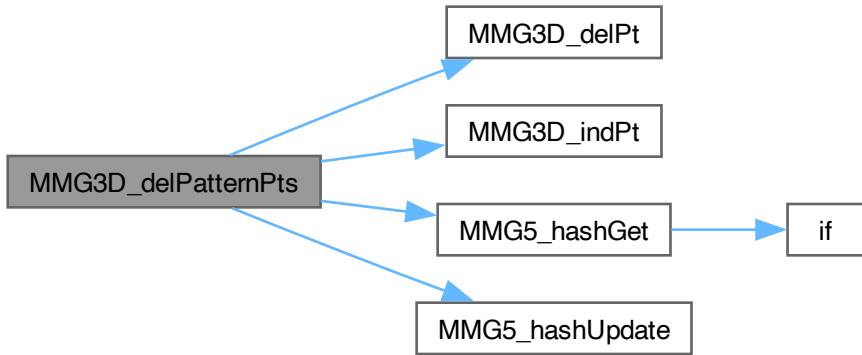 MMG3D_delPatternPts
MMG3D_delPt
MMG3D_indPt
MMG5_hashGet
if
MMG5_hashUpdate